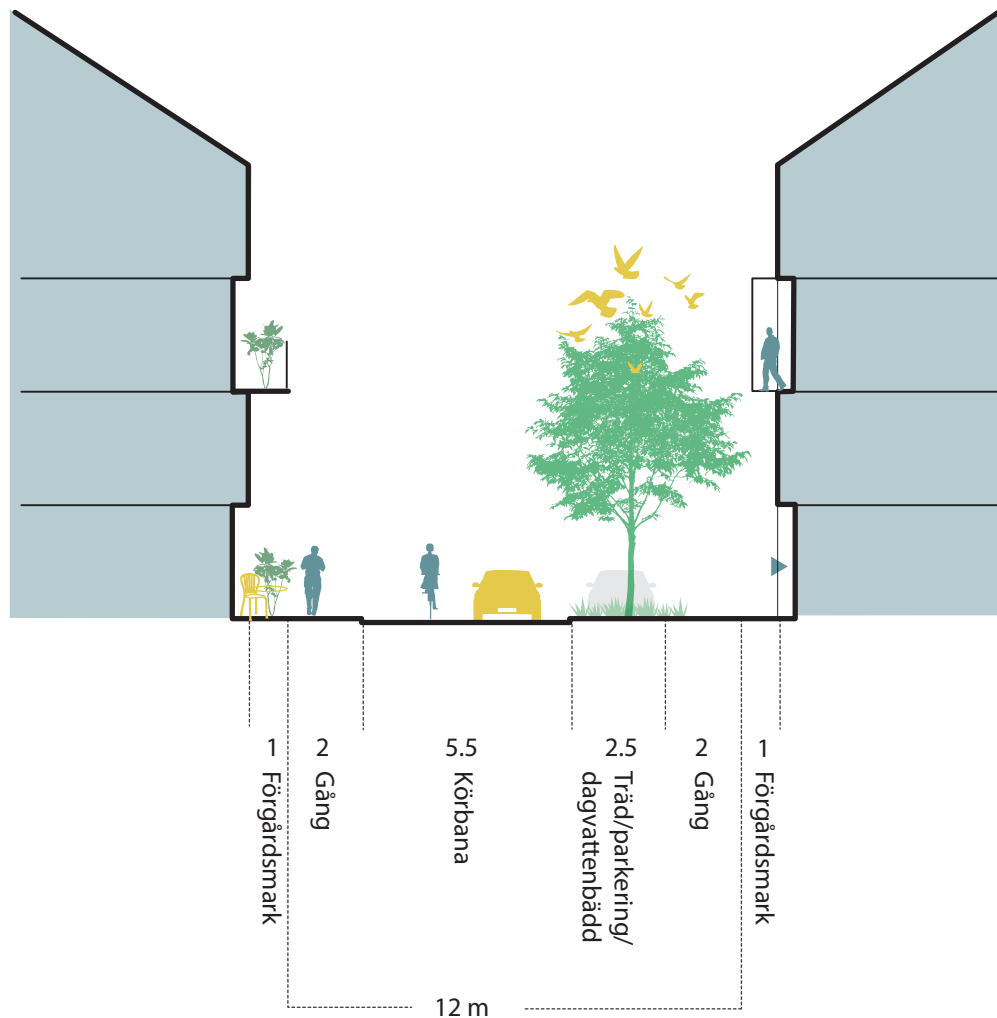 1 Förgårdsmark
2 Gång
5.5 Körbana
2.5 Träd/parkering/
dagvattenbädd
2 Gång
1 Förgårdsmark
12 m